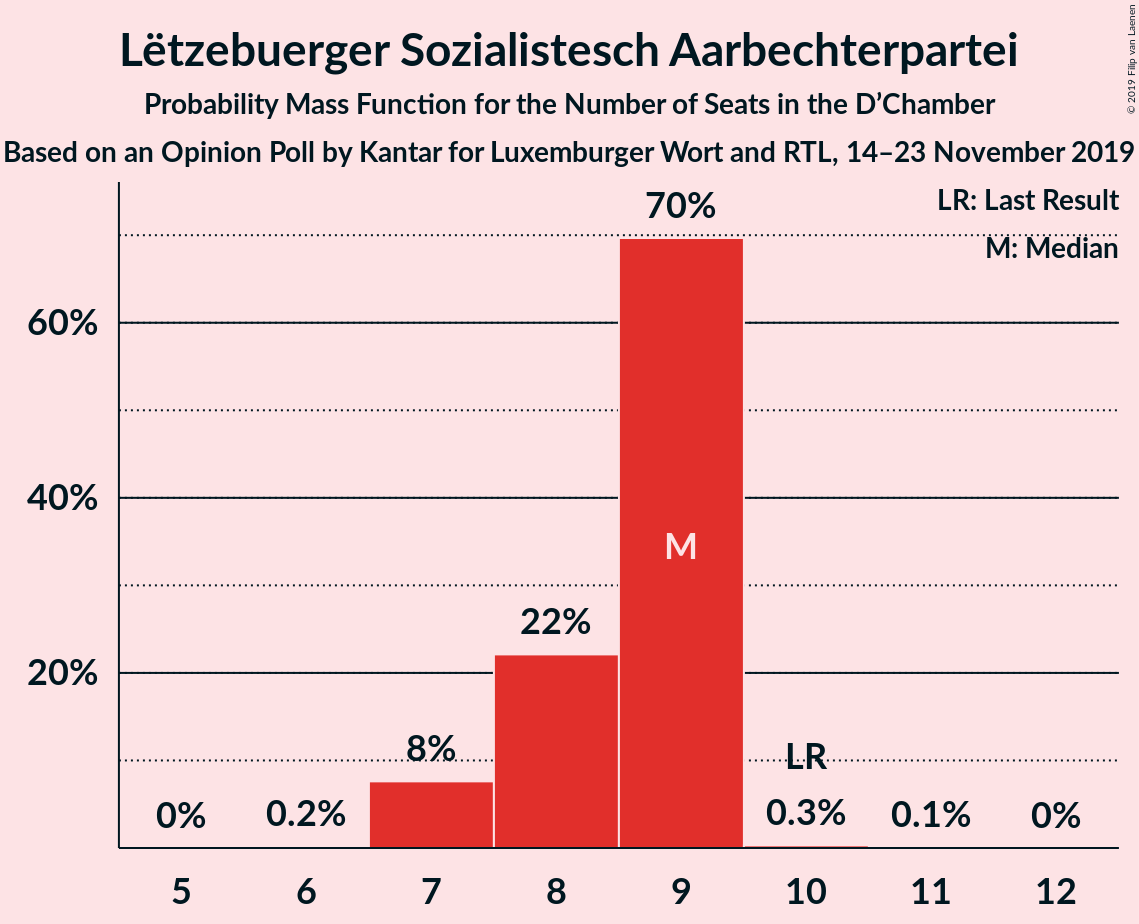 Lëtzebuerger Sozialistesch Aarbechterpartei
Probability Mass Function for the Number of Seats in the D’Chamber
Based on an Opinion Poll by Kantar for Luxemburger Wort and RTL, 14–23 November 2019
© 2019 Filip van Laenen
LR: Last Result
M: Median
70%
60%
40%
M
22%
20%
8%
LR
0% 0.2% 0.3% 0.1% 0%
5 6 7 8 9 10 11 12